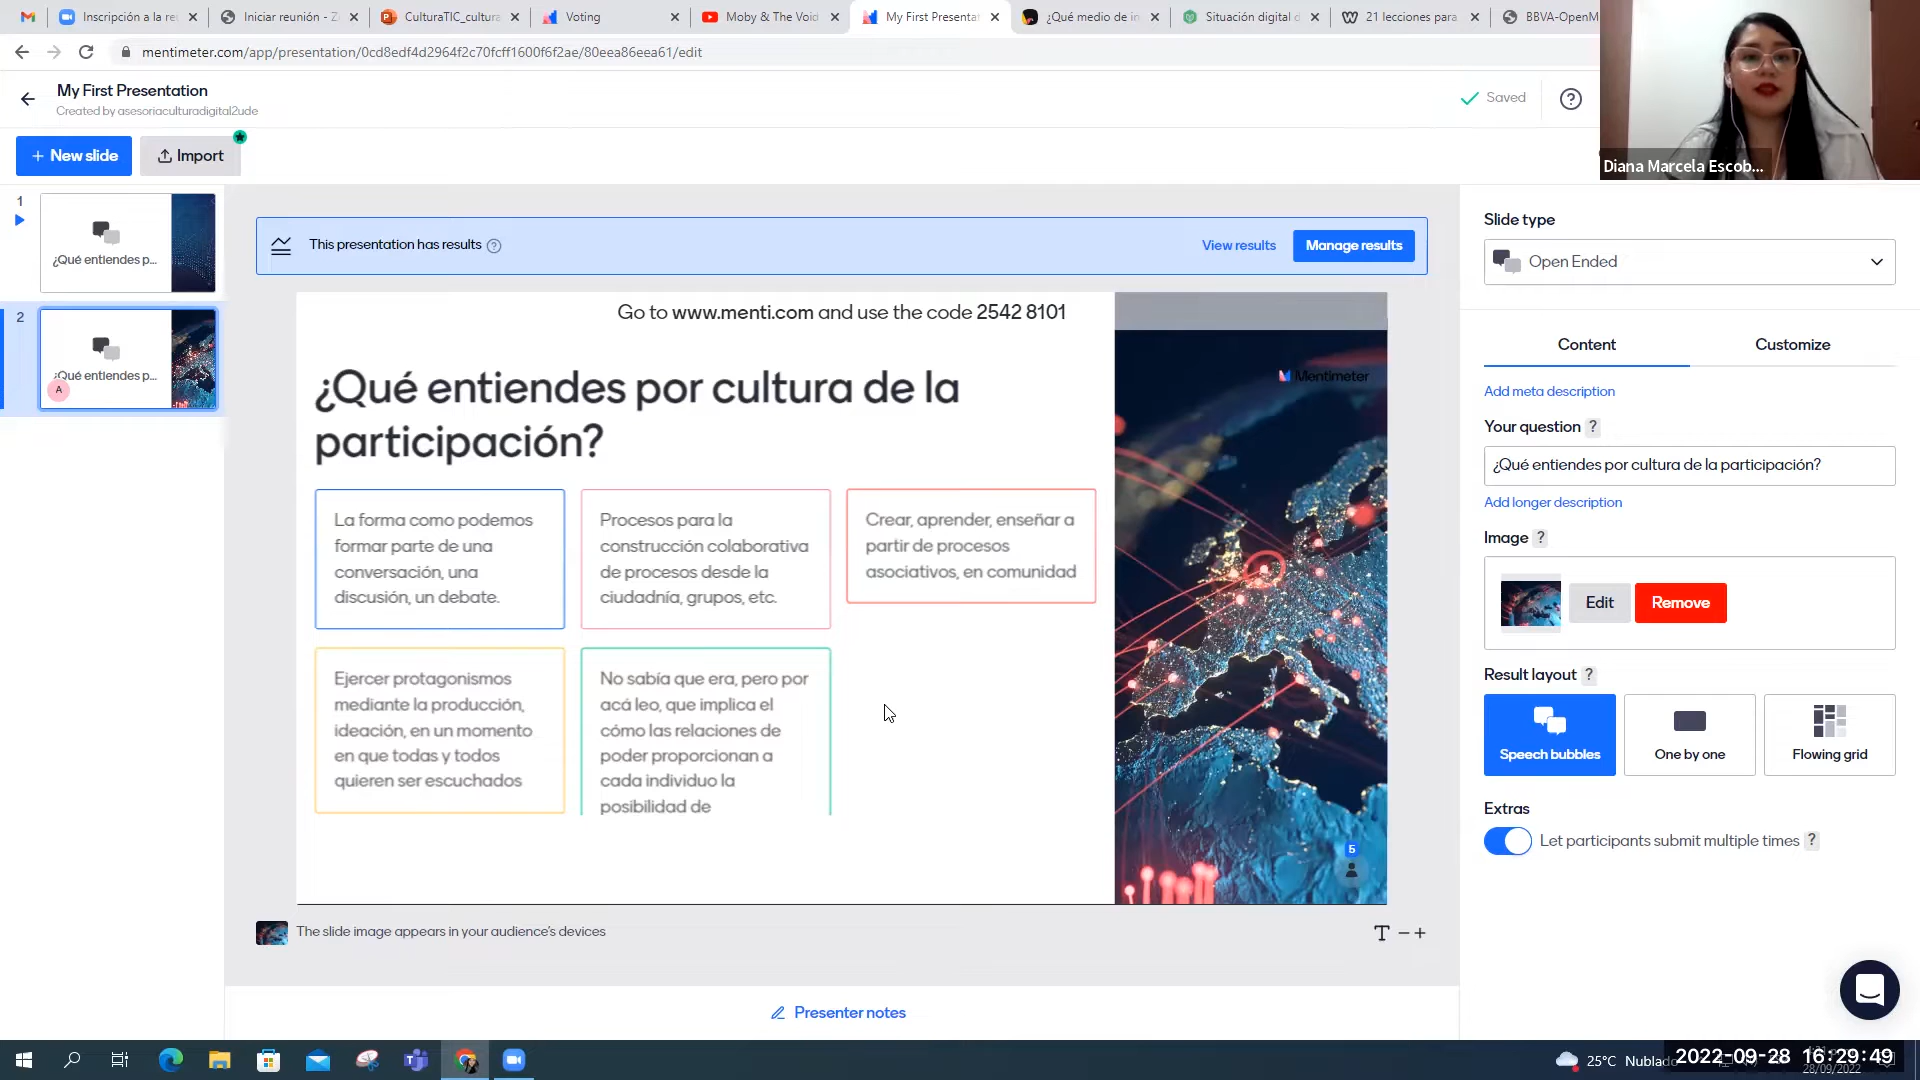 Inscripción a la re
Iniciar reunión - Z
CulturaTIC_cultura
Voting
Moby & The Void
My First Presentat
¿Qué medio de in
Situación digital d
21 lecciones para
BBVA-OpenM
mentimeter.com/app/presentation/0cd8edf4d2964f2c70fcff1600f6f2ae/80eea86eea61/edit
My First Presentation
Created by asesoriaculturadigital2ude
Saved
?
Diana Marcela Escob...
+ New slide
Import
1
¿Qué entiendes p...
2
¿Qué entiendes p...
A
This presentation has results ?
View results
Manage results
Go to www.menti.com and use the code 2542 8101
Mentimeter
¿Qué entiendes por cultura de la
participación?
La forma como podemos
formar parte de una
conversación, una
discusión, un debate.
Procesos para la
construcción colaborativa
de procesos desde la
ciudadnía, grupos, etc.
Crear, aprender, enseñar a
partir de procesos
asociativos, en comunidad
Ejercer protagonismos
mediante la producción,
ideación, en un momento
en que todas y todos
quieren ser escuchados
No sabía que era, pero por
acá leo, que implica el
cómo las relaciones de
poder proporcionan a
cada individuo la
posibilidad de
5
The slide image appears in your audience's devices
T − +
Presenter notes
Slide type
Open Ended
Content
Customize
Add meta description
Your question ?
¿Qué entiendes por cultura de la participación?
Add longer description
Image ?
Edit
Remove
Result layout ?
Speech bubbles
One by one
Flowing grid
Extras
Let participants submit multiple times ?
25°C Nublado
2022-09-28 16:29:49
28/09/2022